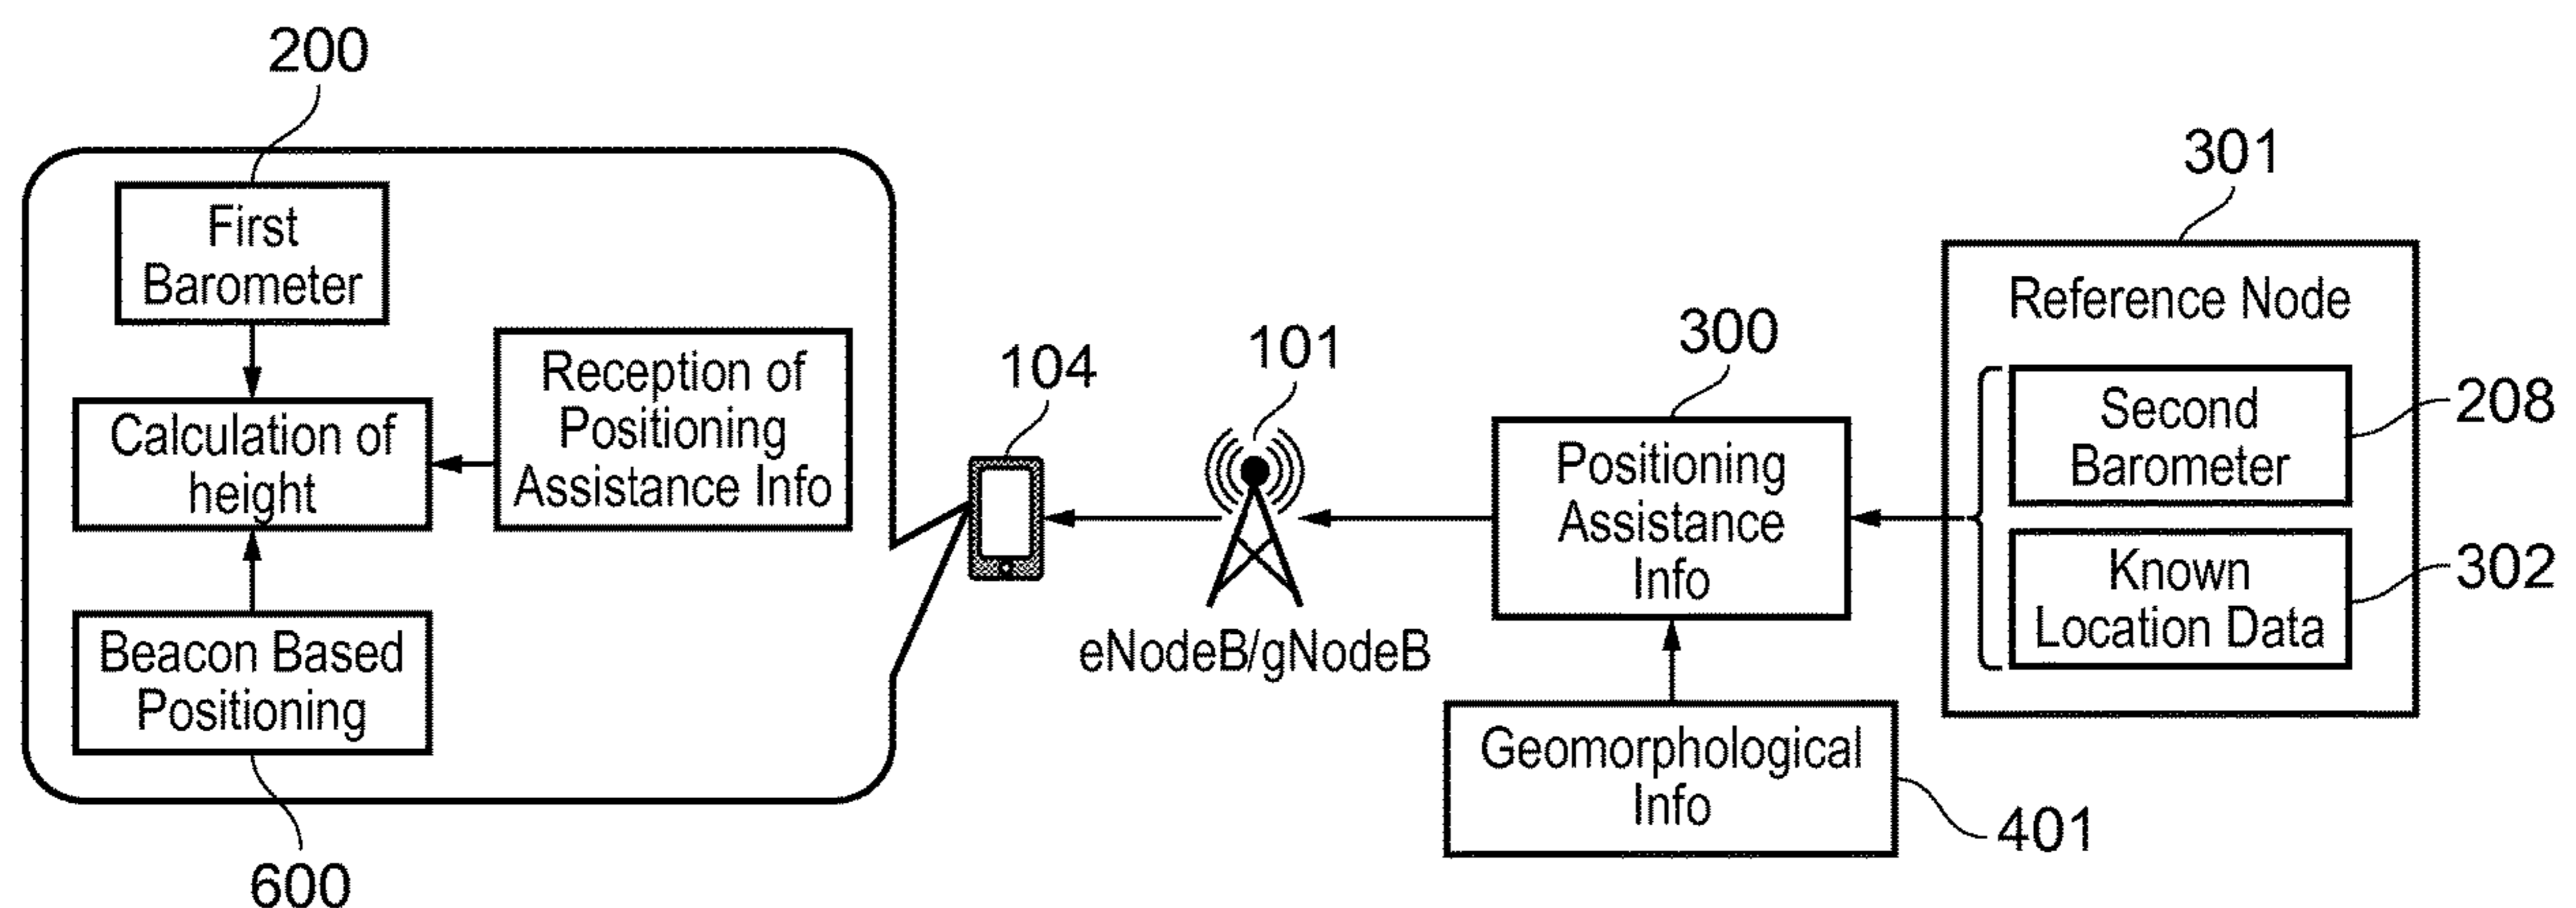 200
First
Barometer
Calculation of
height
Reception of
Positioning
Assistance Info
Beacon Based
Positioning
600
104
101
eNodeB/gNodeB
300
Positioning
Assistance
Info
Geomorphological
Info
401
301
Reference Node
Second
Barometer
208
Known
Location Data
302